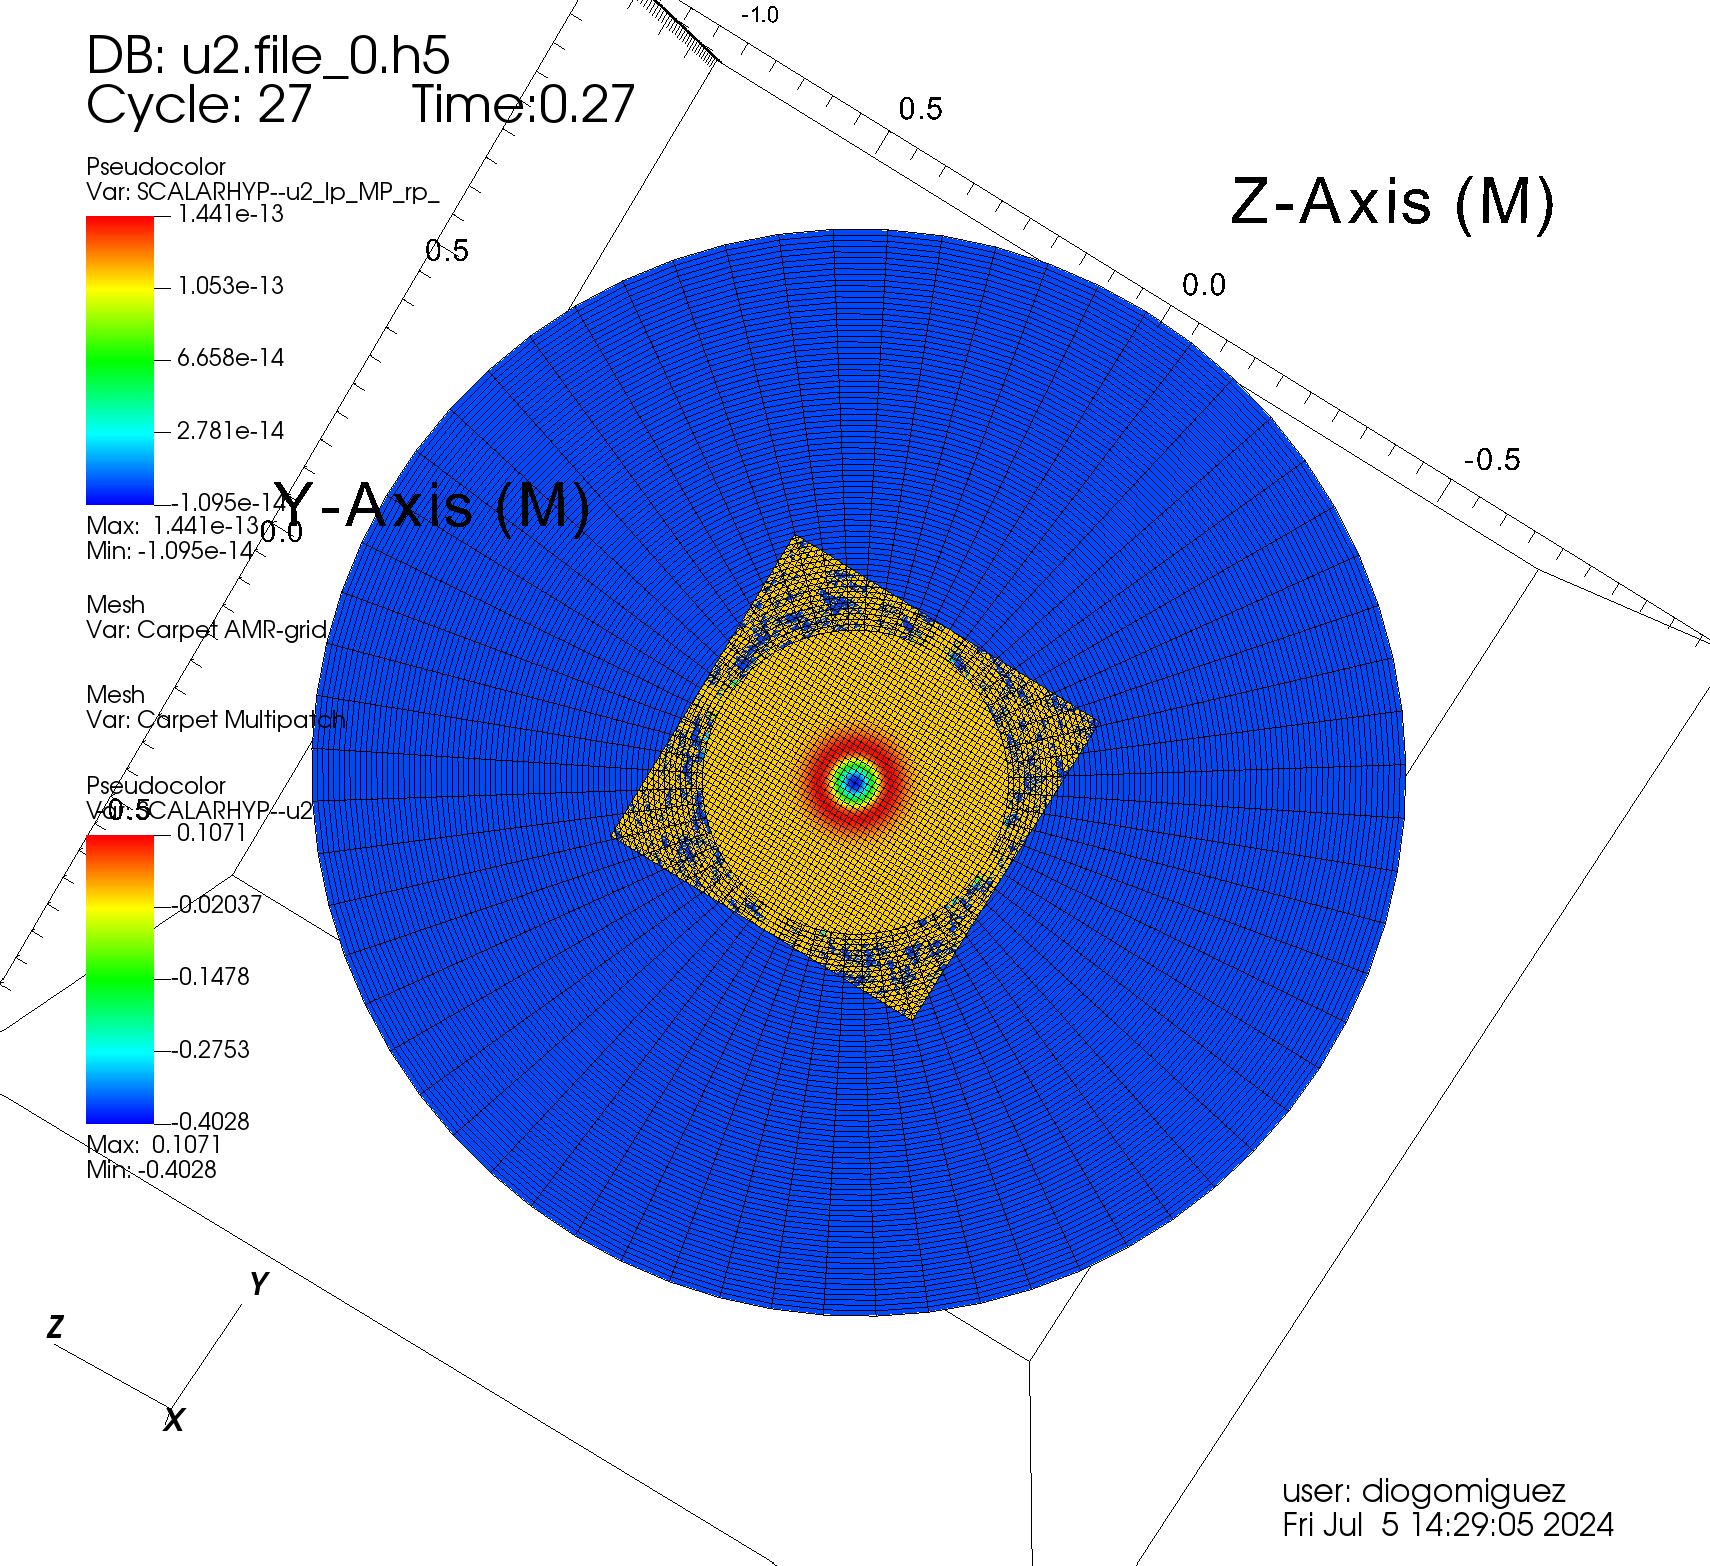 DB: u2.file_0.h5
Cycle: 27 Time:0.27
Pseudocolor
Var: SCALARHYP--u2_lp_MP_rp_
1.441e-13
1.053e-13
6.658e-14
2.781e-14
-1.095e-14
Max: 1.441e-13
Min: -1.095e-14
Mesh
Var: Carpet AMR-grid
Mesh
Var: Carpet Multipatch
Pseudocolor
Var: SCALARHYP--u2
0.1071
-0.02037
-0.1478
-0.2753
-0.4028
Max: 0.1071
Min: -0.4028
-1.0
0.5
0.0
-0.5
Z-Axis (M)
0.5
0.0
-0.5
Y-Axis (M)
Y
Z
X
user: diogomiguez
Fri Jul 5 14:29:05 2024